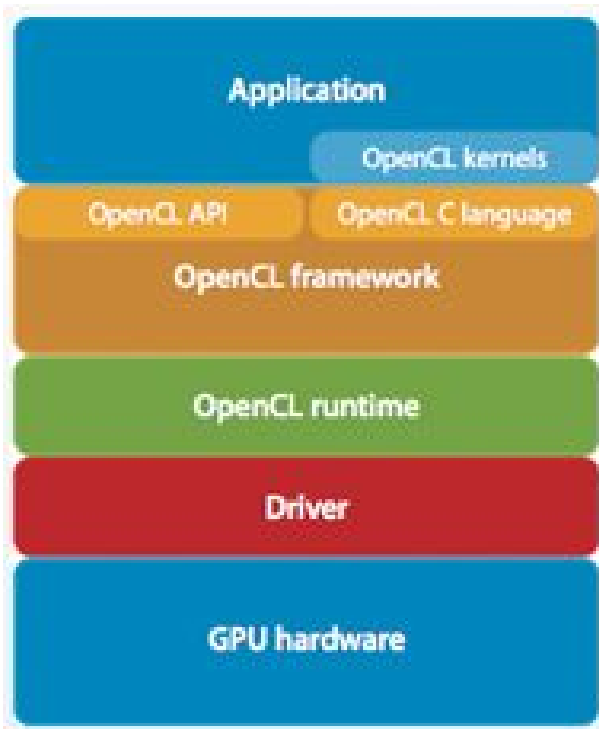 Application
OpenCL kernels
OpenCL API
OpenCL C language
OpenCL framework
OpenCL runtime
Driver
GPU hardware